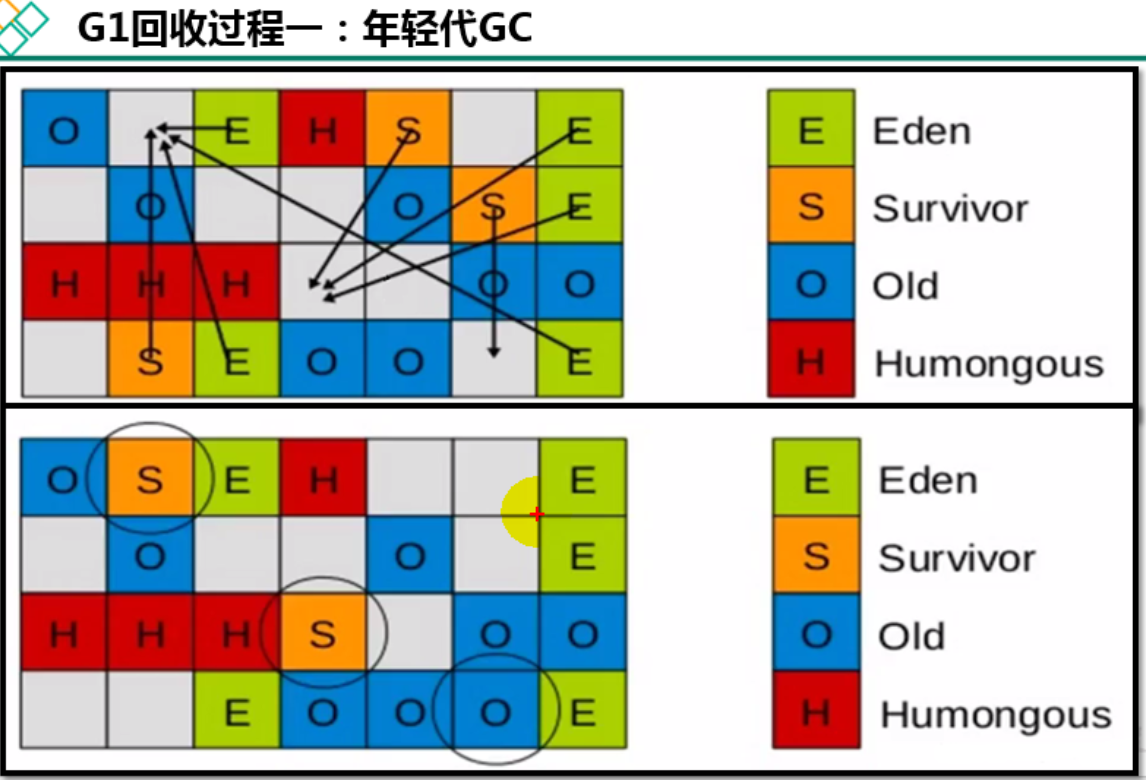 G1回收过程一：年轻代GC
O E H S E E Eden
O O S E S Survivor
H H H O O O Old
S E O O E H Humongous
O S E H E E Eden
O O E S Survivor
H H H S O O O Old
E O O O E H Humongous